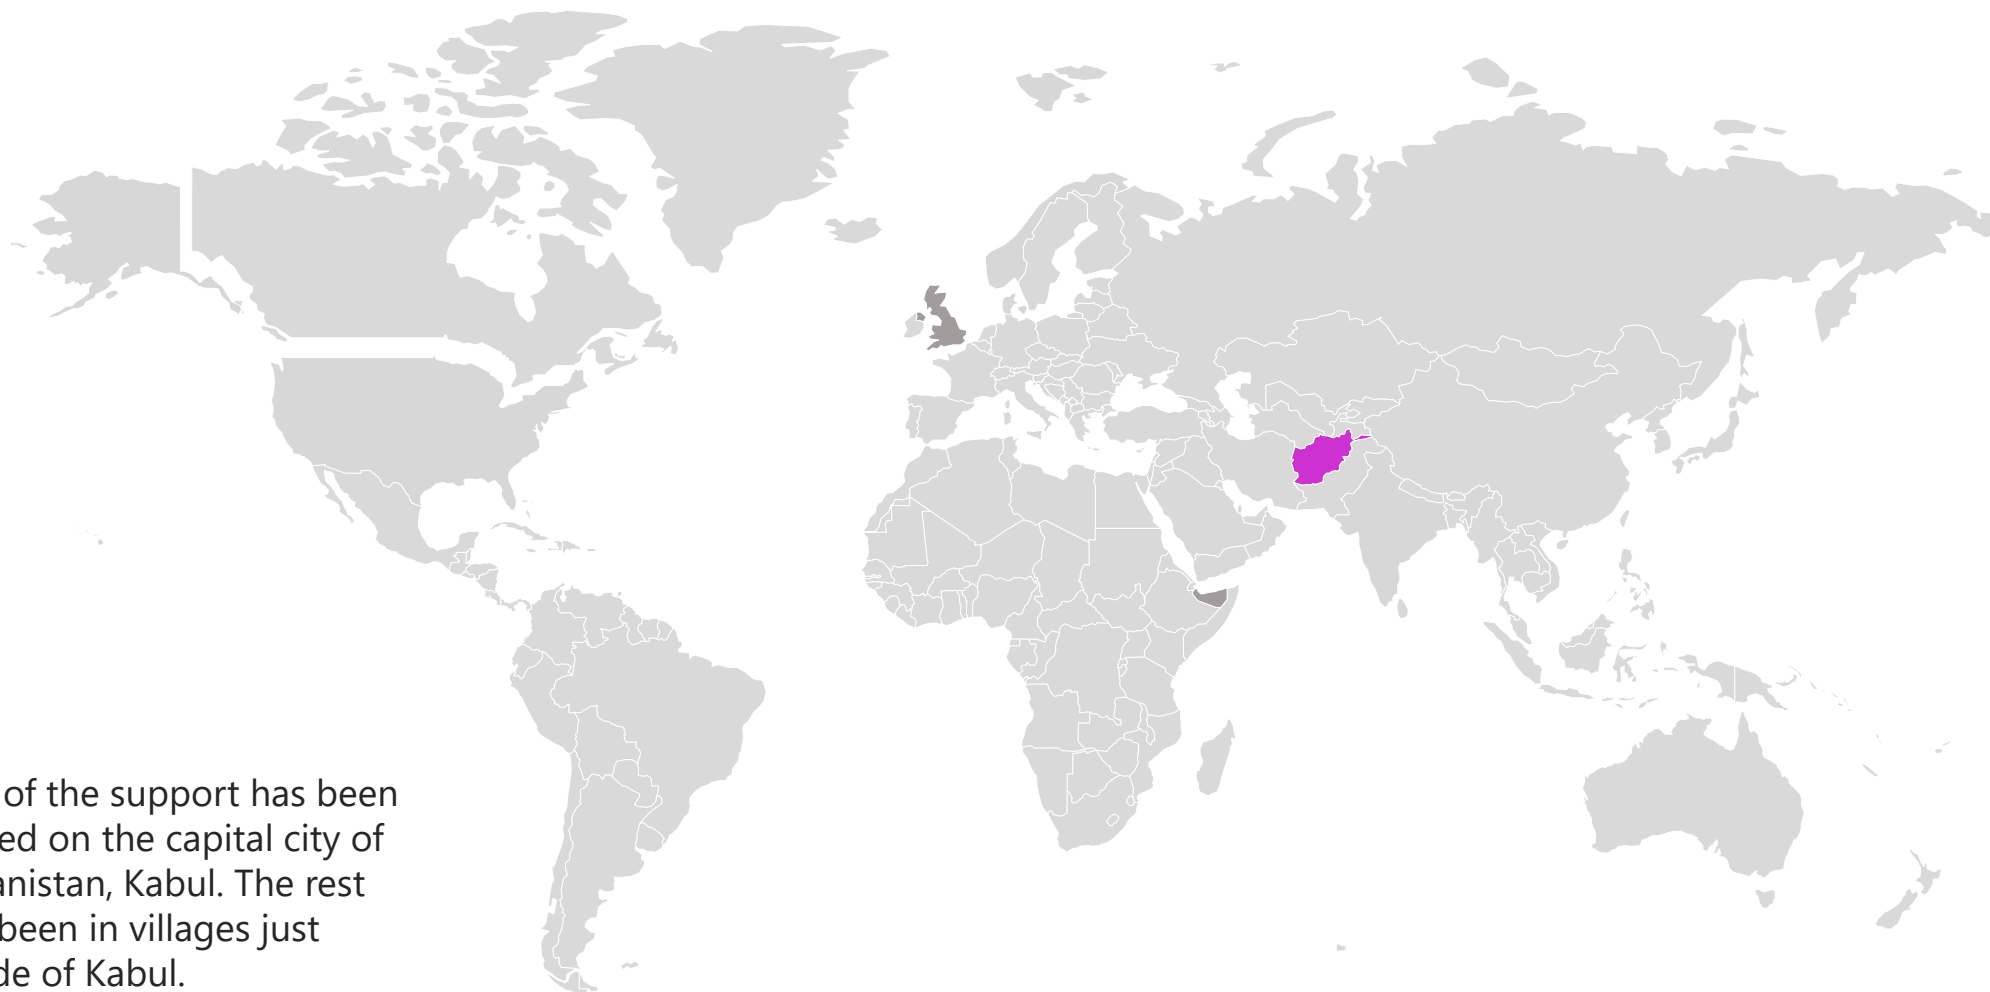 of the support has been
ed on the capital city of
anistan, Kabul. The rest
been in villages just
de of Kabul.